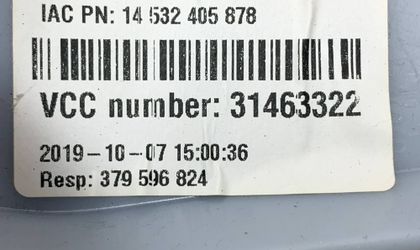 IAC PN: 14 532 405 878
VCC number: 31463322
2019-10-07 15:00:36
Resp: 379 596 824